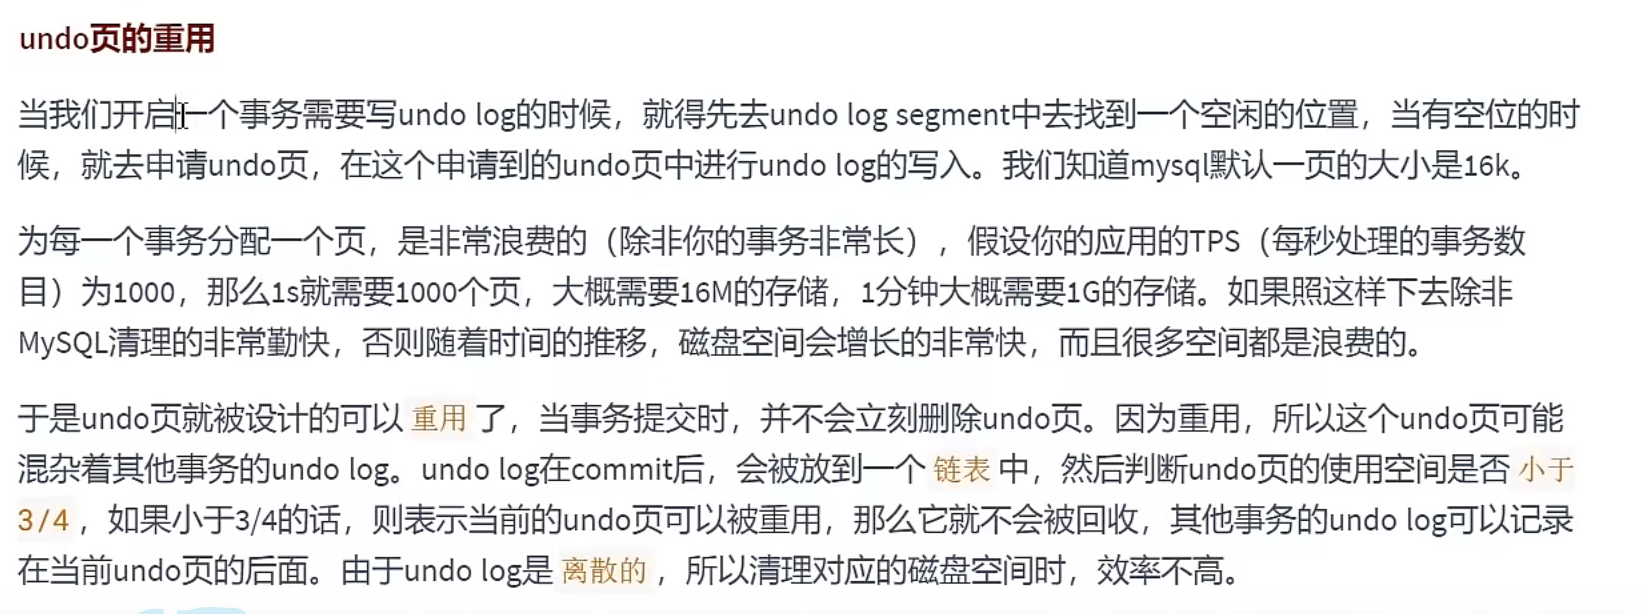 undo页的重用
当我们开启一个事务需要写undo log的时候，就得先去undo log segment中去找到一个空闲的位置，当有空位的时
候，就去申请undo页，在这个申请到的undo页中进行undo log的写入。我们知道mysql默认一页的大小是16k。
为每一个事务分配一个页，是非常浪费的（除非你的事务非常长），假设你的应用的TPS（每秒处理的事务数
目）为1000，那么1s就需要1000个页，大概需要16M的存储，1分钟大概需要1G的存储。如果照这样下去除非
MySQL清理的非常勤快，否则随着时间的推移，磁盘空间会增长的非常快，而且很多空间都是浪费的。
于是undo页就被设计的可以 重用 了，当事务提交时，并不会立刻删除undo页。因为重用，所以这个undo页可能
混杂着其他事务的undo log。undo log在commit后，会被放到一个 链表 中，然后判断undo页的使用空间是否 小于
3/4 ，如果小于3/4的话，则表示当前的undo页可以被重用，那么它就不会被回收，其他事务的undo log可以记录
在当前undo页的后面。由于undo log是 离散的 ，所以清理对应的磁盘空间时，效率不高。